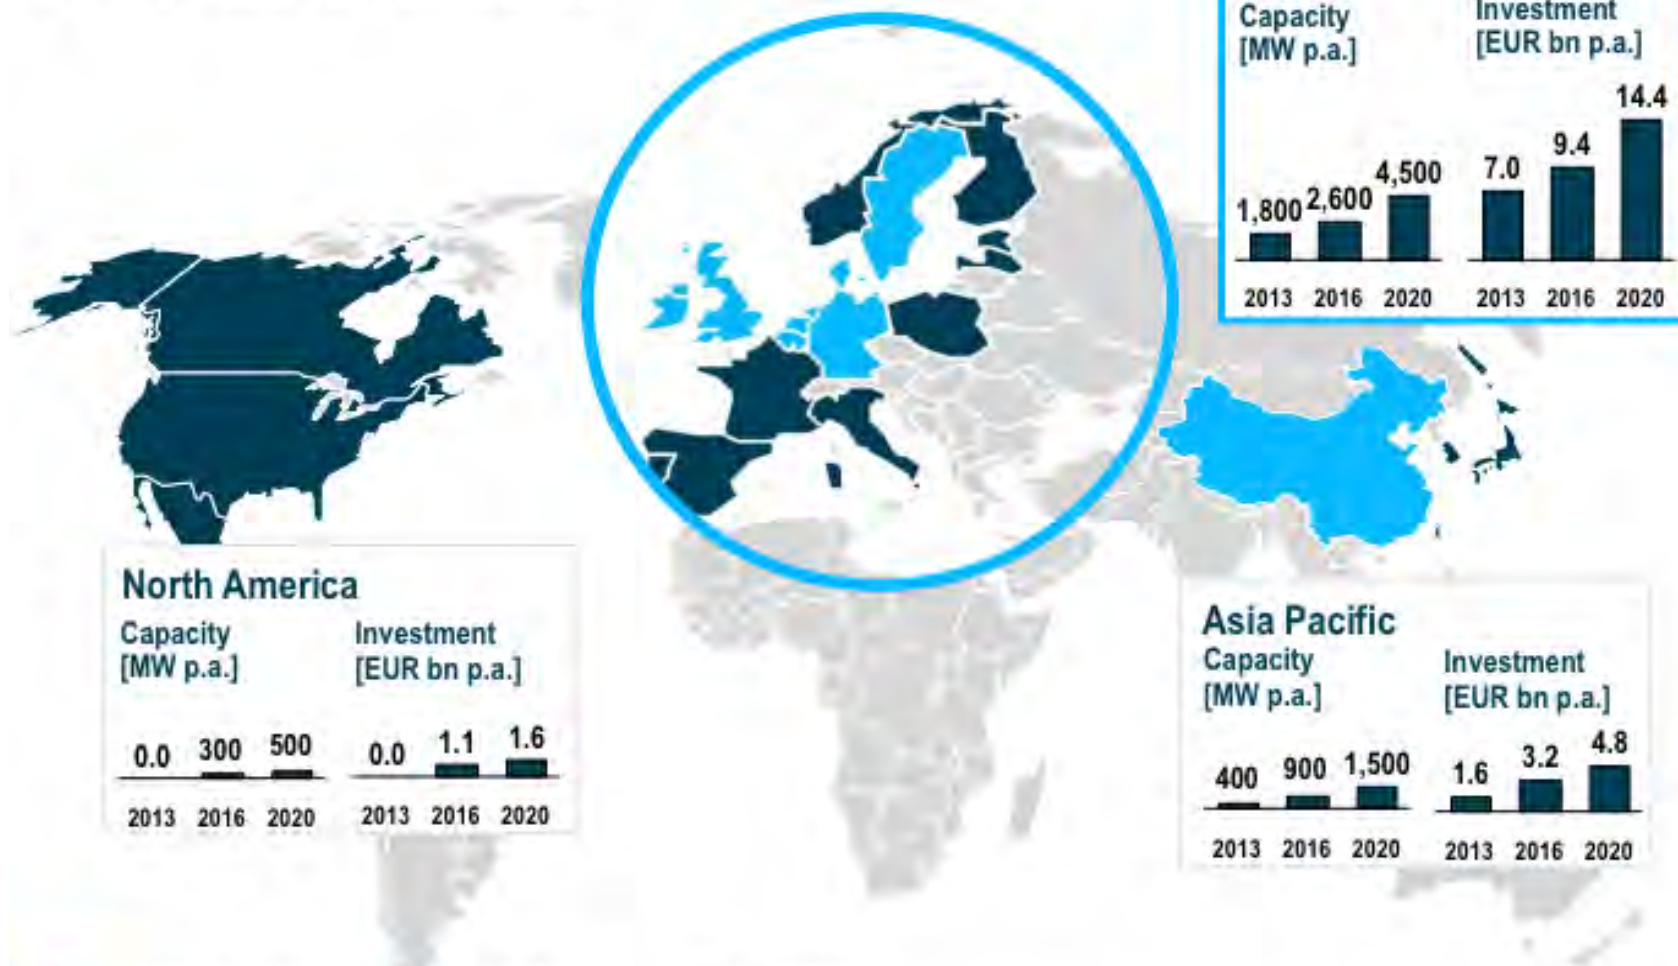 Capacity
[MW p.a.]
Investment
[EUR bn p.a.]
1,800 2,600 4,500
7.0 9.4 14.4
2013 2016 2020
2013 2016 2020
North America
Capacity
[MW p.a.]
Investment
[EUR bn p.a.]
0.0 300 500
0.0 1.1 1.6
2013 2016 2020
2013 2016 2020
Asia Pacific
Capacity
[MW p.a.]
Investment
[EUR bn p.a.]
400 900 1,500
1.6 3.2 4.8
2013 2016 2020
2013 2016 2020